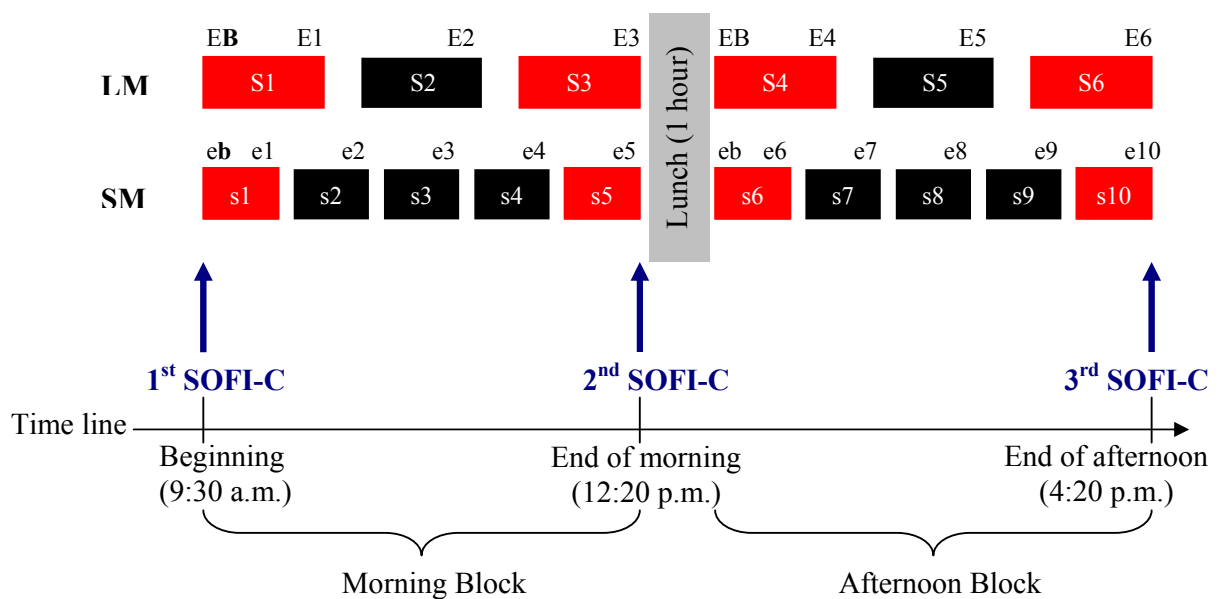 EB E1 E2 E3 EB E4 E5 E6
LM S1 S2 S3 S4 S5 S6
Lunch (1 hour)
eb e1 e2 e3 e4 e5 eb e6 e7 e8 e9 e10
SM s1 s2 s3 s4 s5 s6 s7 s8 s9 s10
1st SOFI-C 2nd SOFI-C 3rd SOFI-C
Time line
Beginning End of morning End of afternoon
(9:30 a.m.) (12:20 p.m.) (4:20 p.m.)
Morning Block Afternoon Block